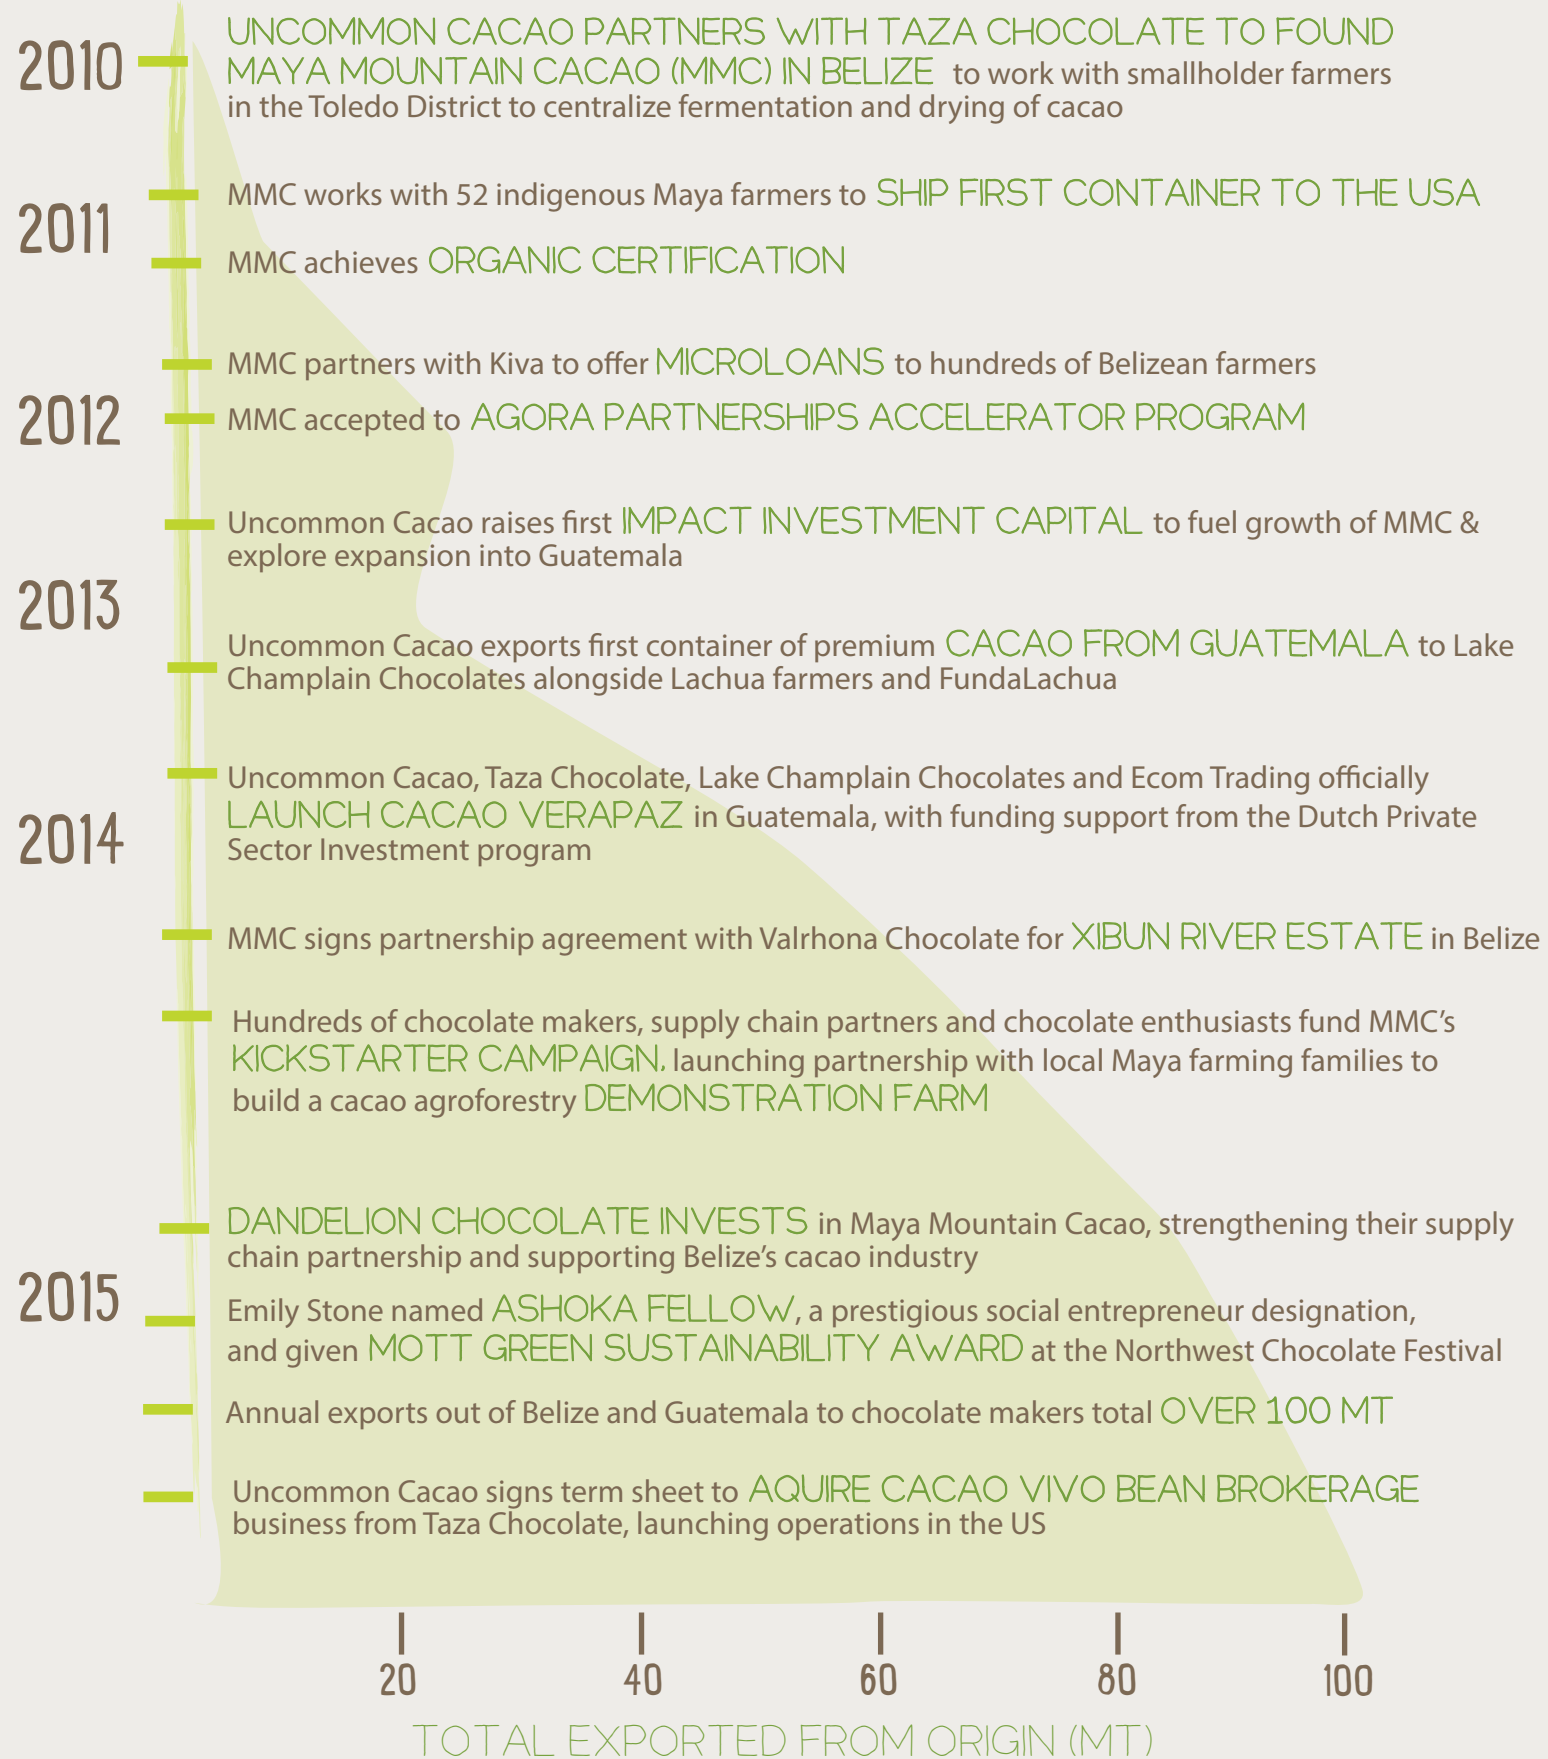 2010
UNCOMMON CACAO PARTNERS WITH TAZA CHOCOLATE TO FOUND
MAYA MOUNTAIN CACAO (MMC) IN BELIZE to work with smallholder farmers
in the Toledo District to centralize fermentation and drying of cacao
2011
MMC works with 52 indigenous Maya farmers to SHIP FIRST CONTAINER TO THE USA
MMC achieves ORGANIC CERTIFICATION
2012
MMC partners with Kiva to offer MICROLOANS to hundreds of Belizean farmers
MMC accepted to AGORA PARTNERSHIPS ACCELERATOR PROGRAM
2013
Uncommon Cacao raises first IMPACT INVESTMENT CAPITAL to fuel growth of MMC &
explore expansion into Guatemala
Uncommon Cacao exports first container of premium CACAO FROM GUATEMALA to Lake
Champlain Chocolates alongside Lachua farmers and FundaLachua
2014
Uncommon Cacao, Taza Chocolate, Lake Champlain Chocolates and Ecom Trading officially
LAUNCH CACAO VERAPAZ in Guatemala, with funding support from the Dutch Private
Sector Investment program
MMC signs partnership agreement with Valrhona Chocolate for XIBUN RIVER ESTATE in Belize
Hundreds of chocolate makers, supply chain partners and chocolate enthusiasts fund MMC's
KICKSTARTER CAMPAIGN, launching partnership with local Maya farming families to
build a cacao agroforestry DEMONSTRATION FARM
2015
DANDELION CHOCOLATE INVESTS in Maya Mountain Cacao, strengthening their supply
chain partnership and supporting Belize's cacao industry
Emily Stone named ASHOKA FELLOW, a prestigious social entrepreneur designation,
and given MOTT GREEN SUSTAINABILITY AWARD at the Northwest Chocolate Festival
Annual exports out of Belize and Guatemala to chocolate makers total OVER 100 MT
Uncommon Cacao signs term sheet to AQUIRE CACAO VIVO BEAN BROKERAGE
business from Taza Chocolate, launching operations in the US
20 40 60 80 100
TOTAL EXPORTED FROM ORIGIN (MT)